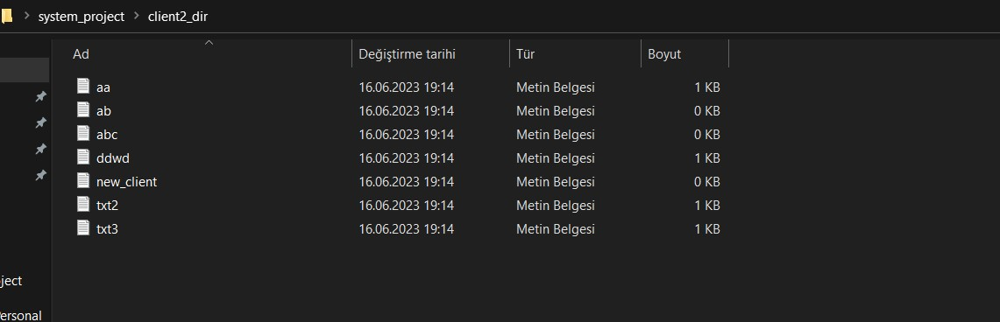 system_project > client2_dir
Ad Değiştirme tarihi Tür Boyut
aa 16.06.2023 19:14 Metin Belgesi 1 KB
ab 16.06.2023 19:14 Metin Belgesi 0 KB
abc 16.06.2023 19:14 Metin Belgesi 0 KB
ddwd 16.06.2023 19:14 Metin Belgesi 1 KB
new_client 16.06.2023 19:14 Metin Belgesi 0 KB
txt2 16.06.2023 19:14 Metin Belgesi 1 KB
txt3 16.06.2023 19:14 Metin Belgesi 1 KB
ject
ersonal